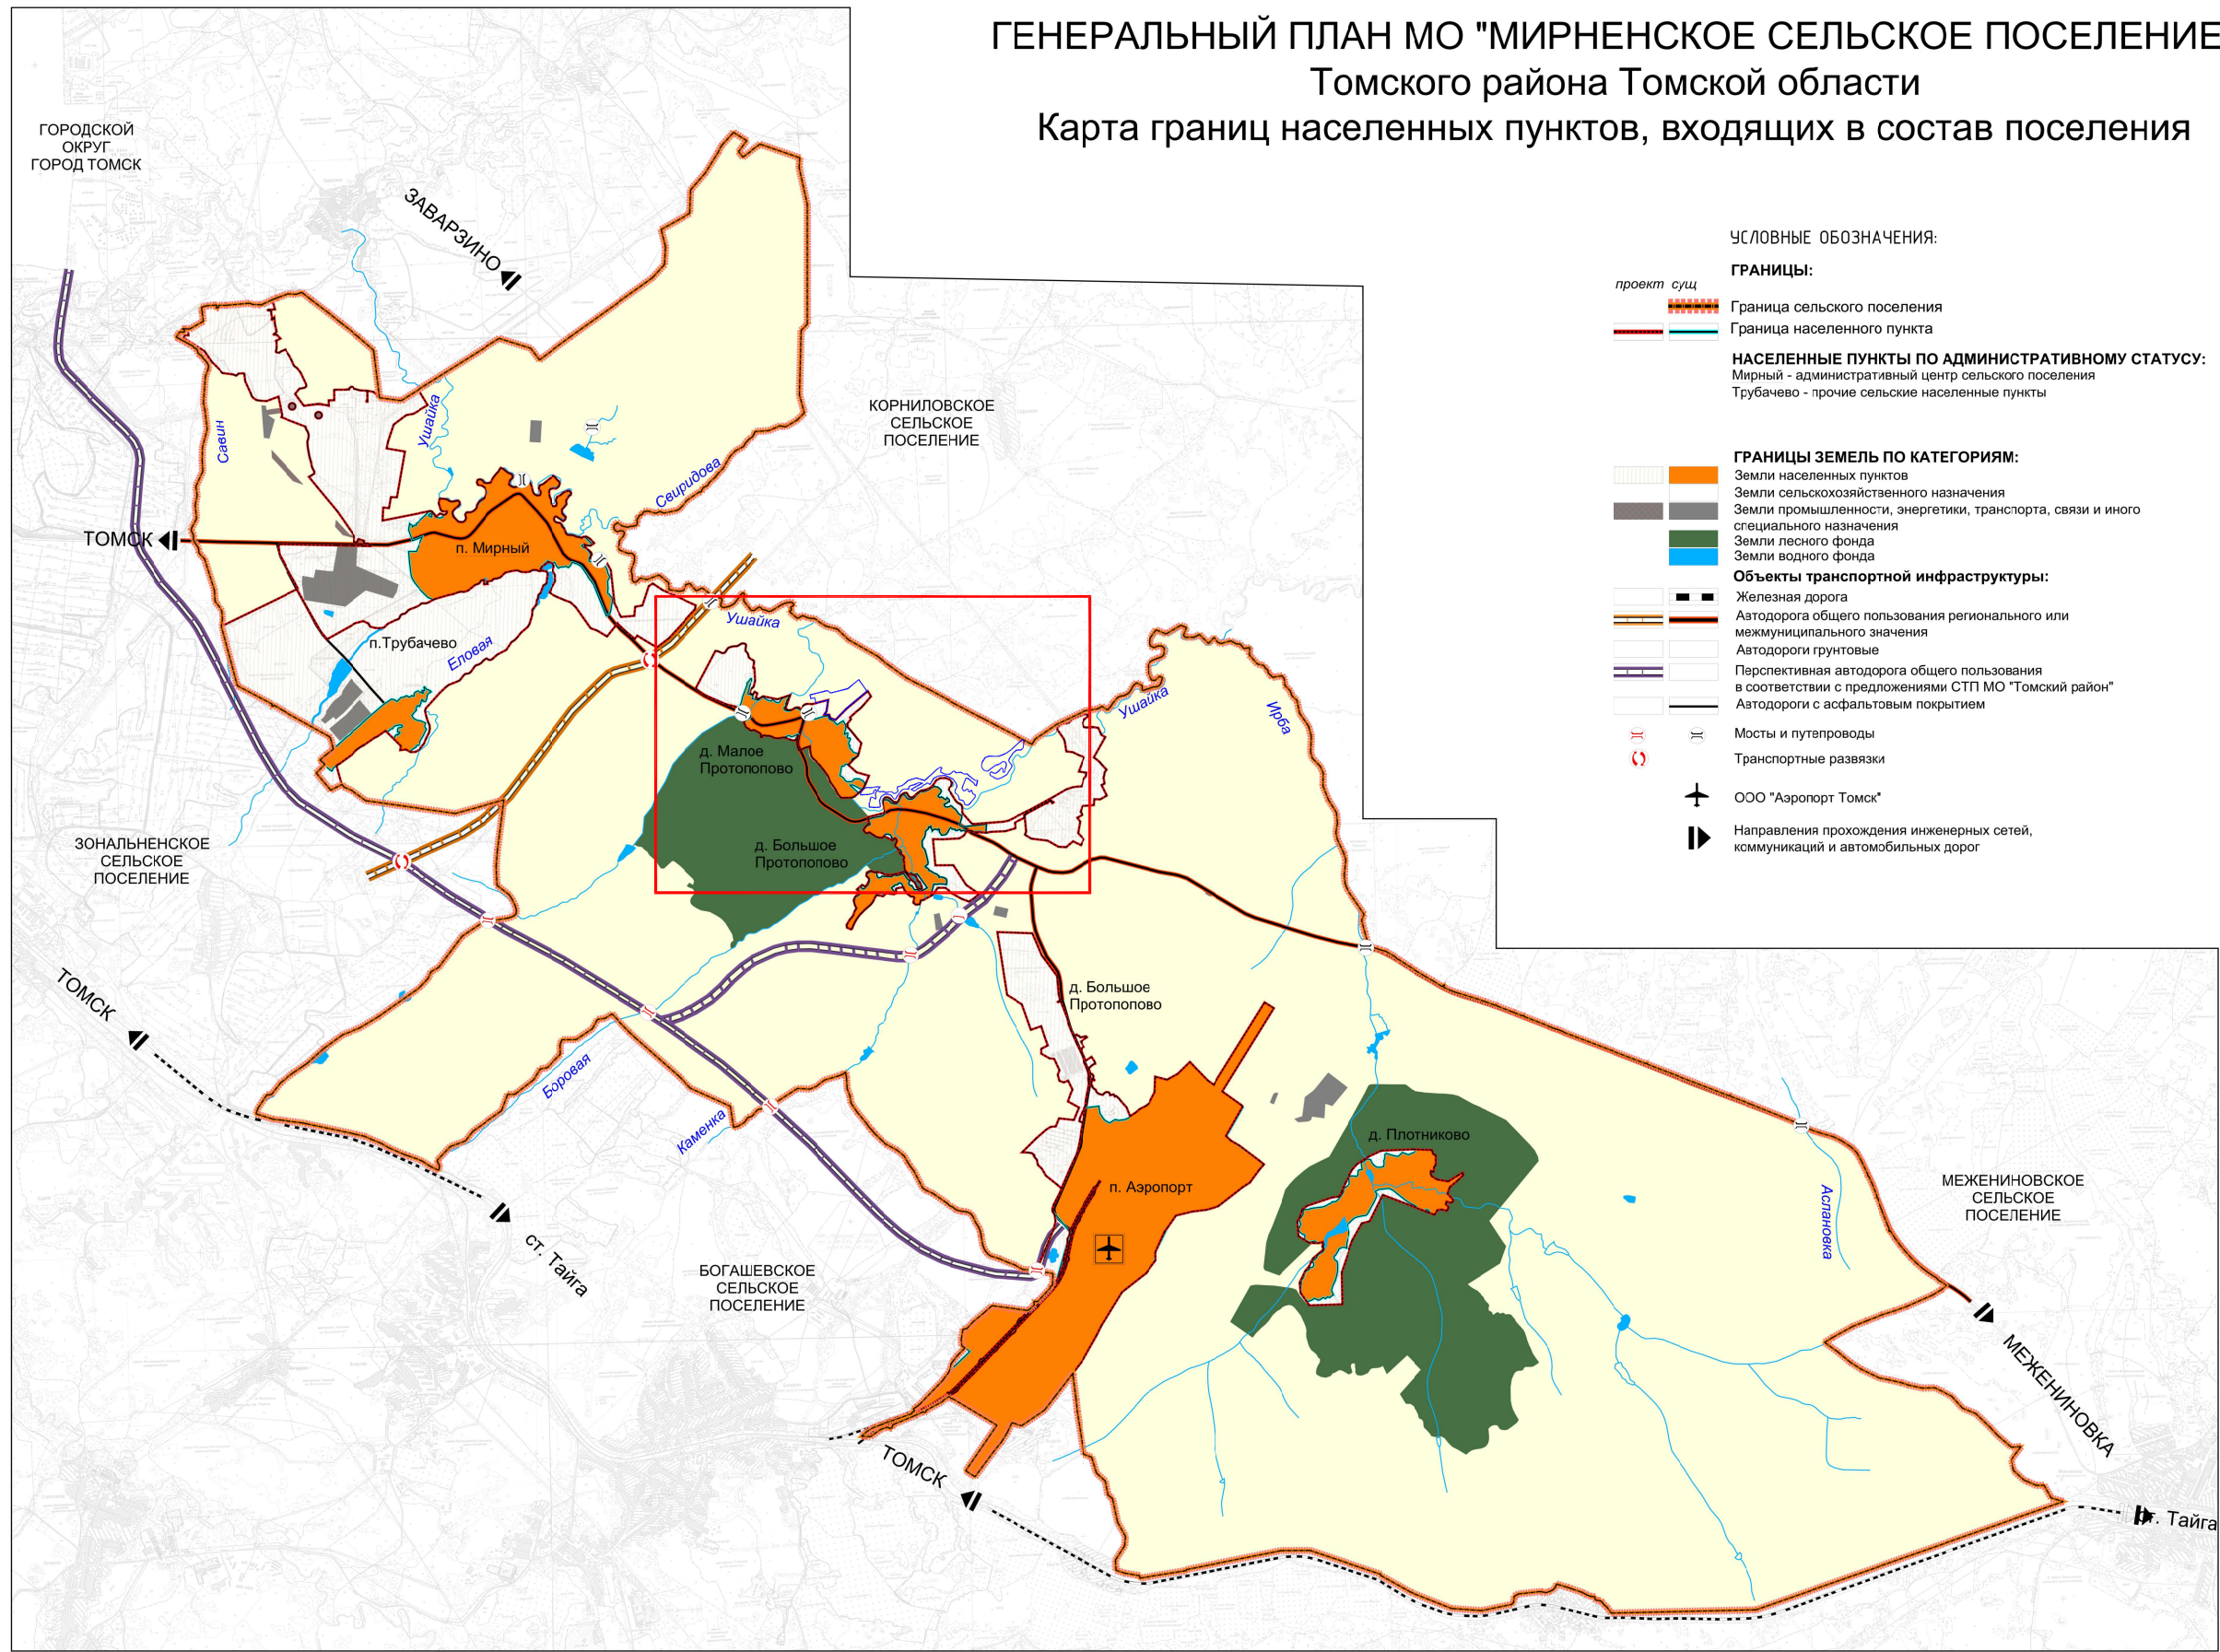 ГЕНЕРАЛЬНЫЙ ПЛАН МО "МИРНЕНСКОЕ СЕЛЬСКОЕ ПОСЕЛЕНИЕ
Томского района Томской области
Карта границ населенных пунктов, входящих в состав поселения
ГОРОДСКОЙ
ОКРУГ
ГОРОД ТОМСК
ЗАВАРЗИНО
КОРНИЛОВСКОЕ
СЕЛЬСКОЕ
ПОСЕЛЕНИЕ
Савин
Ушайка
Свиридова
ТОМСК
п. Мирный
п.Трубачево
Еловая
Ушайка
Ушайка
Ирба
д. Малое
Протопопово
д. Большое
Протопопово
ЗОНАЛЬНЕНСКОЕ
СЕЛЬСКОЕ
ПОСЕЛЕНИЕ
ТОМСК
д. Большое
Протопопово
Боровая
Каменка
д. Плотниково
п. Аэропорт
Аслановка
МЕЖЕНИНОВСКОЕ
СЕЛЬСКОЕ
ПОСЕЛЕНИЕ
ст. Тайга
БОГАШЕВСКОЕ
СЕЛЬСКОЕ
ПОСЕЛЕНИЕ
МЕЖЕНИНОВКА
ТОМСК
ст. Тайга
УСЛОВНЫЕ ОБОЗНАЧЕНИЯ:
ГРАНИЦЫ:
проект сущ
Граница сельского поселения
Граница населенного пункта
НАСЕЛЕННЫЕ ПУНКТЫ ПО АДМИНИСТРАТИВНОМУ СТАТУСУ:
Мирный - административный центр сельского поселения
Трубачево - прочие сельские населенные пункты
ГРАНИЦЫ ЗЕМЕЛЬ ПО КАТЕГОРИЯМ:
Земли населенных пунктов
Земли сельскохозяйственного назначения
Земли промышленности, энергетики, транспорта, связи и иного
специального назначения
Земли лесного фонда
Земли водного фонда
Объекты транспортной инфраструктуры:
Железная дорога
Автодорога общего пользования регионального или
межмуниципального значения
Автодороги грунтовые
Перспективная автодорога общего пользования
в соответствии с предложениями СТП МО "Томский район"
Автодороги с асфальтовым покрытием
Мосты и путепроводы
Транспортные развязки
ООО "Аэропорт Томск"
Направления прохождения инженерных сетей,
коммуникаций и автомобильных дорог